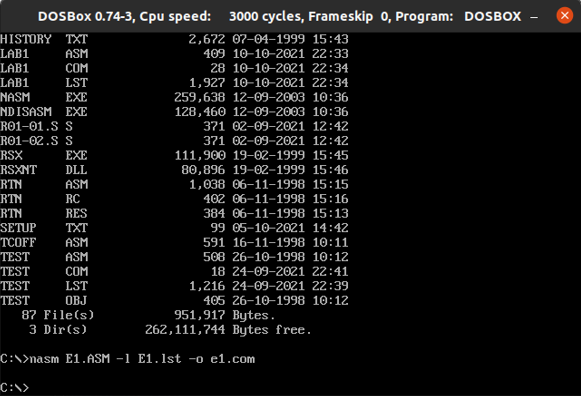 DOSBox 0.74-3, Cpu speed: 3000 cycles, Frameskip 0, Program: DOSBOX
HISTORY TXT 2,672 07-04-1999 15:43
LAB1 ASM 409 10-10-2021 22:33
LAB1 COM 28 10-10-2021 22:34
LAB1 LST 1,927 10-10-2021 22:34
NASM EXE 259,638 12-09-2003 10:36
NDISASM EXE 128,460 12-09-2003 10:36
R01-01.S S 371 02-09-2021 12:42
R01-02.S S 371 02-09-2021 12:42
RSX EXE 111,900 19-02-1999 15:45
RSXNT DLL 80,896 19-02-1999 15:46
RTN ASM 1,038 06-11-1998 15:15
RTN RC 402 06-11-1998 15:16
RTN RES 384 06-11-1998 15:13
SETUP TXT 99 05-10-2021 14:42
TCOFF ASM 591 16-11-1998 10:11
TEST ASM 508 26-10-1998 10:12
TEST COM 18 24-09-2021 22:41
TEST LST 1,216 24-09-2021 22:39
TEST OBJ 405 26-10-1998 10:12
87 File(s) 951,917 Bytes.
3 Dir(s) 262,111,744 Bytes free.
C:\>nasm E1.ASM -l E1.lst -o e1.com
C:\>